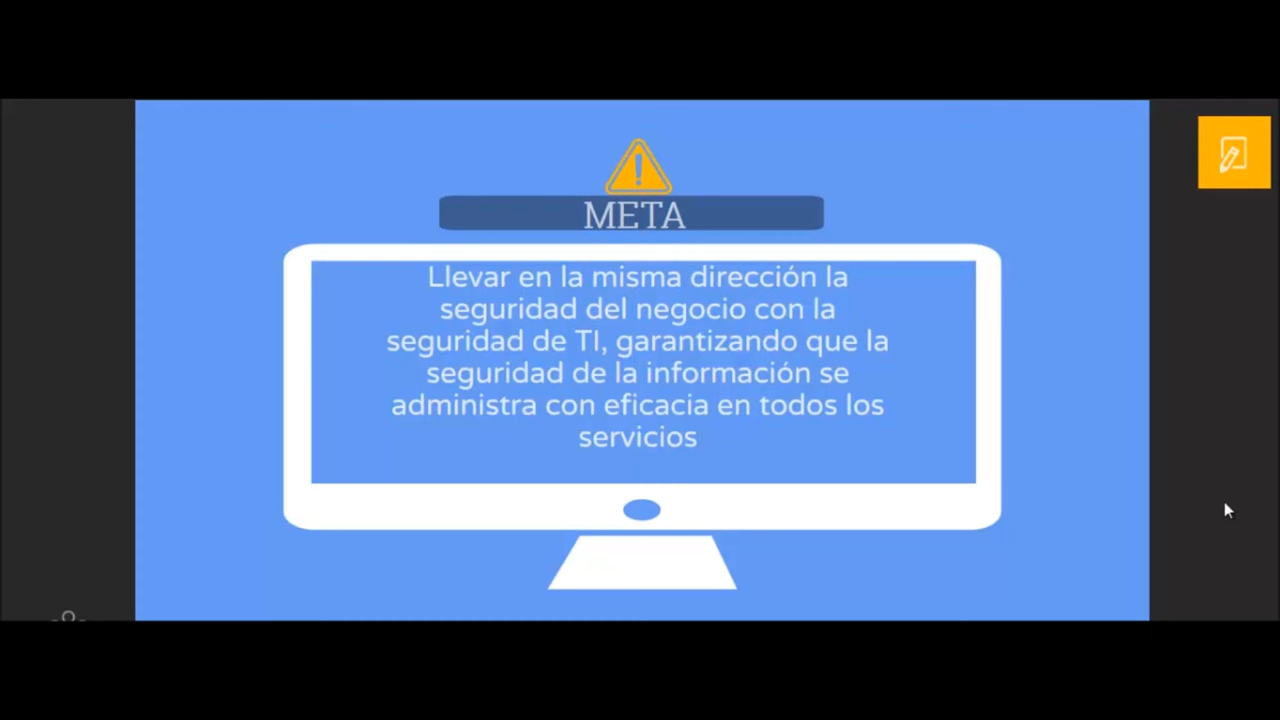 META
Llevar en la misma dirección la
seguridad del negocio con la
seguridad de TI, garantizando que la
seguridad de la información se
administra con eficacia en todos los
servicios